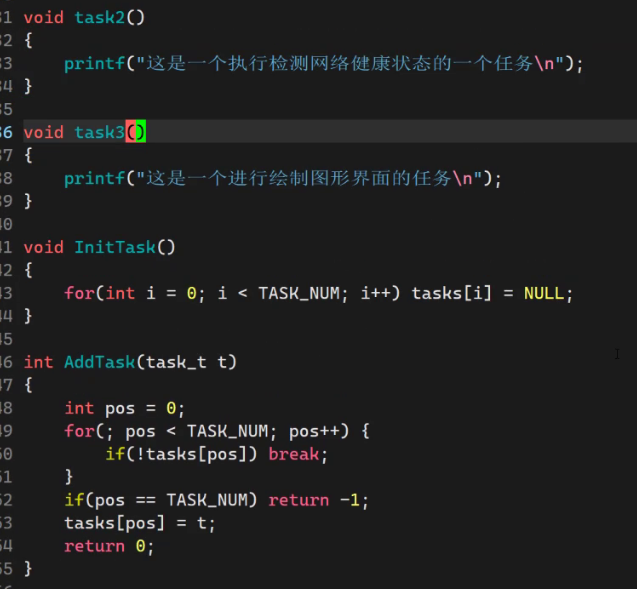 31 void task2()
32 {
33     printf("这是一个执行检测网络健康状态的一个任务\n");
34 }
35
36 void task3()
37 {
38     printf("这是一个进行绘制图形界面的任务\n");
39 }
40
41 void InitTask()
42 {
43     for(int i = 0; i < TASK_NUM; i++) tasks[i] = NULL;
44 }
45
46 int AddTask(task_t t)
47 {
48     int pos = 0;
49     for(; pos < TASK_NUM; pos++) {
50         if(!tasks[pos]) break;
51     }
52     if(pos == TASK_NUM) return -1;
53     tasks[pos] = t;
54     return 0;
55 }